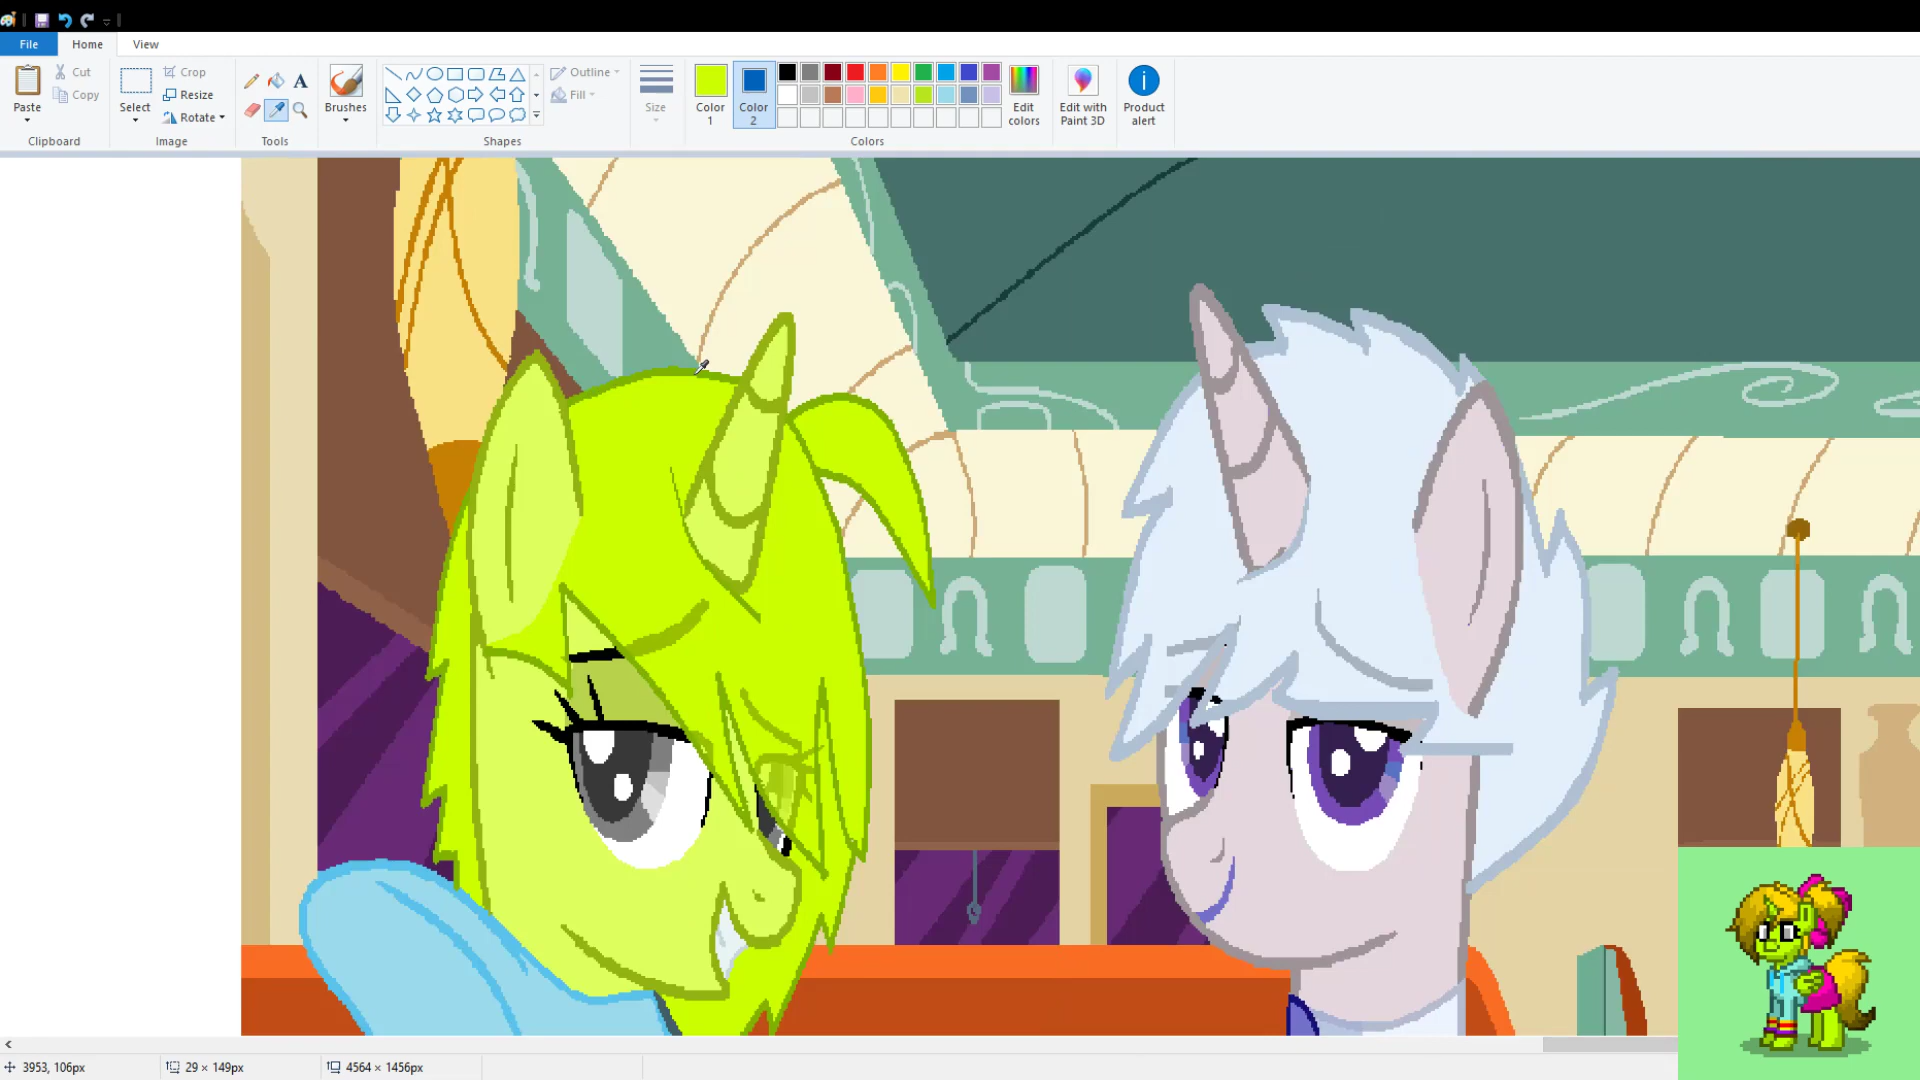 File Home View
Paste Cut Copy
Clipboard
Select Crop Resize Rotate
Image
A
Tools
Brushes
Shapes
Outline
Fill
Size
Color 1
Color 2
Edit colors
Colors
Edit with Paint 3D
Product alert
3953, 106px 29 × 149px 4564 × 1456px